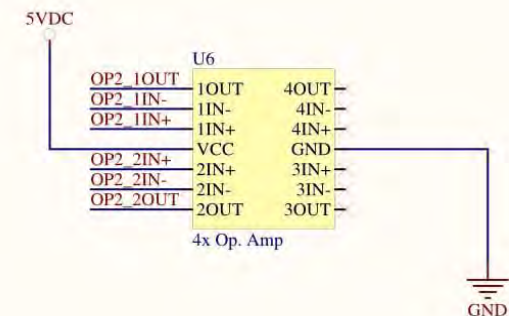 5VDC
U6
OP2_1OUT 1OUT 4OUT
OP2_1IN- 1IN- 4IN-
OP2_1IN+ 1IN+ 4IN+
VCC GND
OP2_2IN+ 2IN+ 3IN+
OP2_2IN- 2IN- 3IN-
OP2_2OUT 2OUT 3OUT
4x Op. Amp
GND